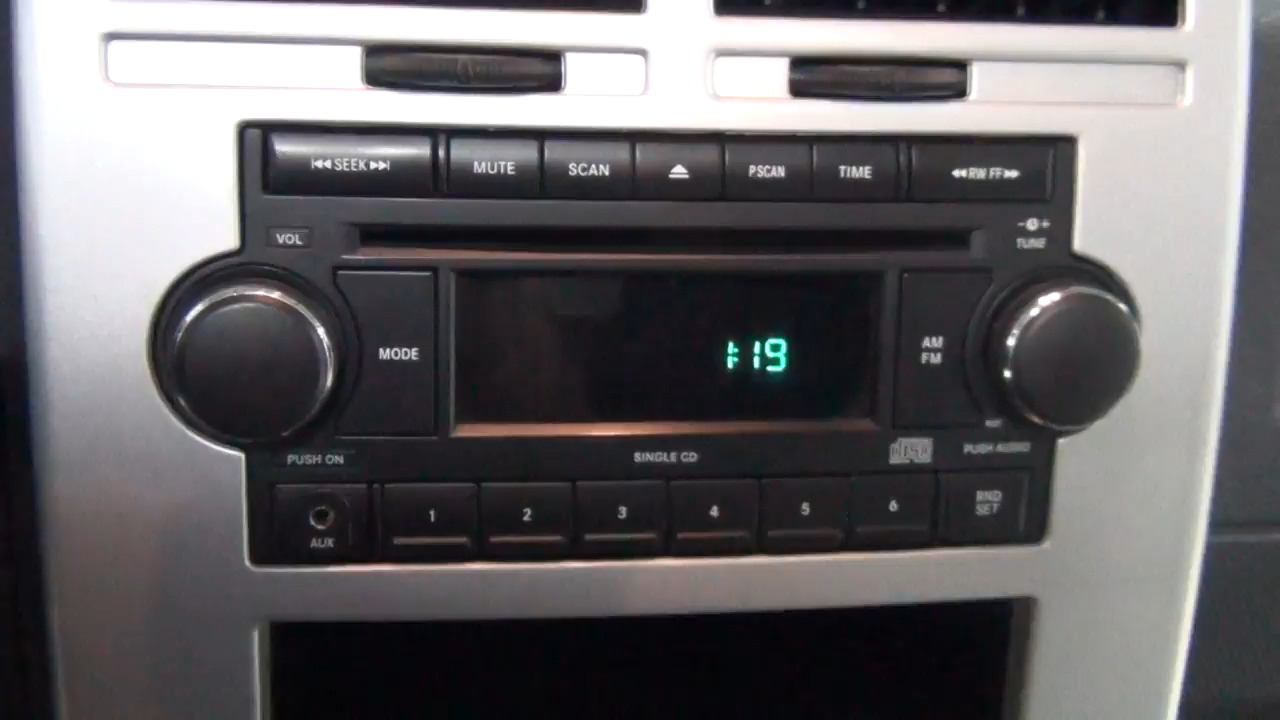 SEEK
MUTE
SCAN
PSCAN
TIME
RW FF
VOL
TUNE
MODE
1:19
AM
FM
PUSH ON
SINGLE CD
disc
PUSH AUDIO
AUX
1
2
3
4
5
6
RND
SET